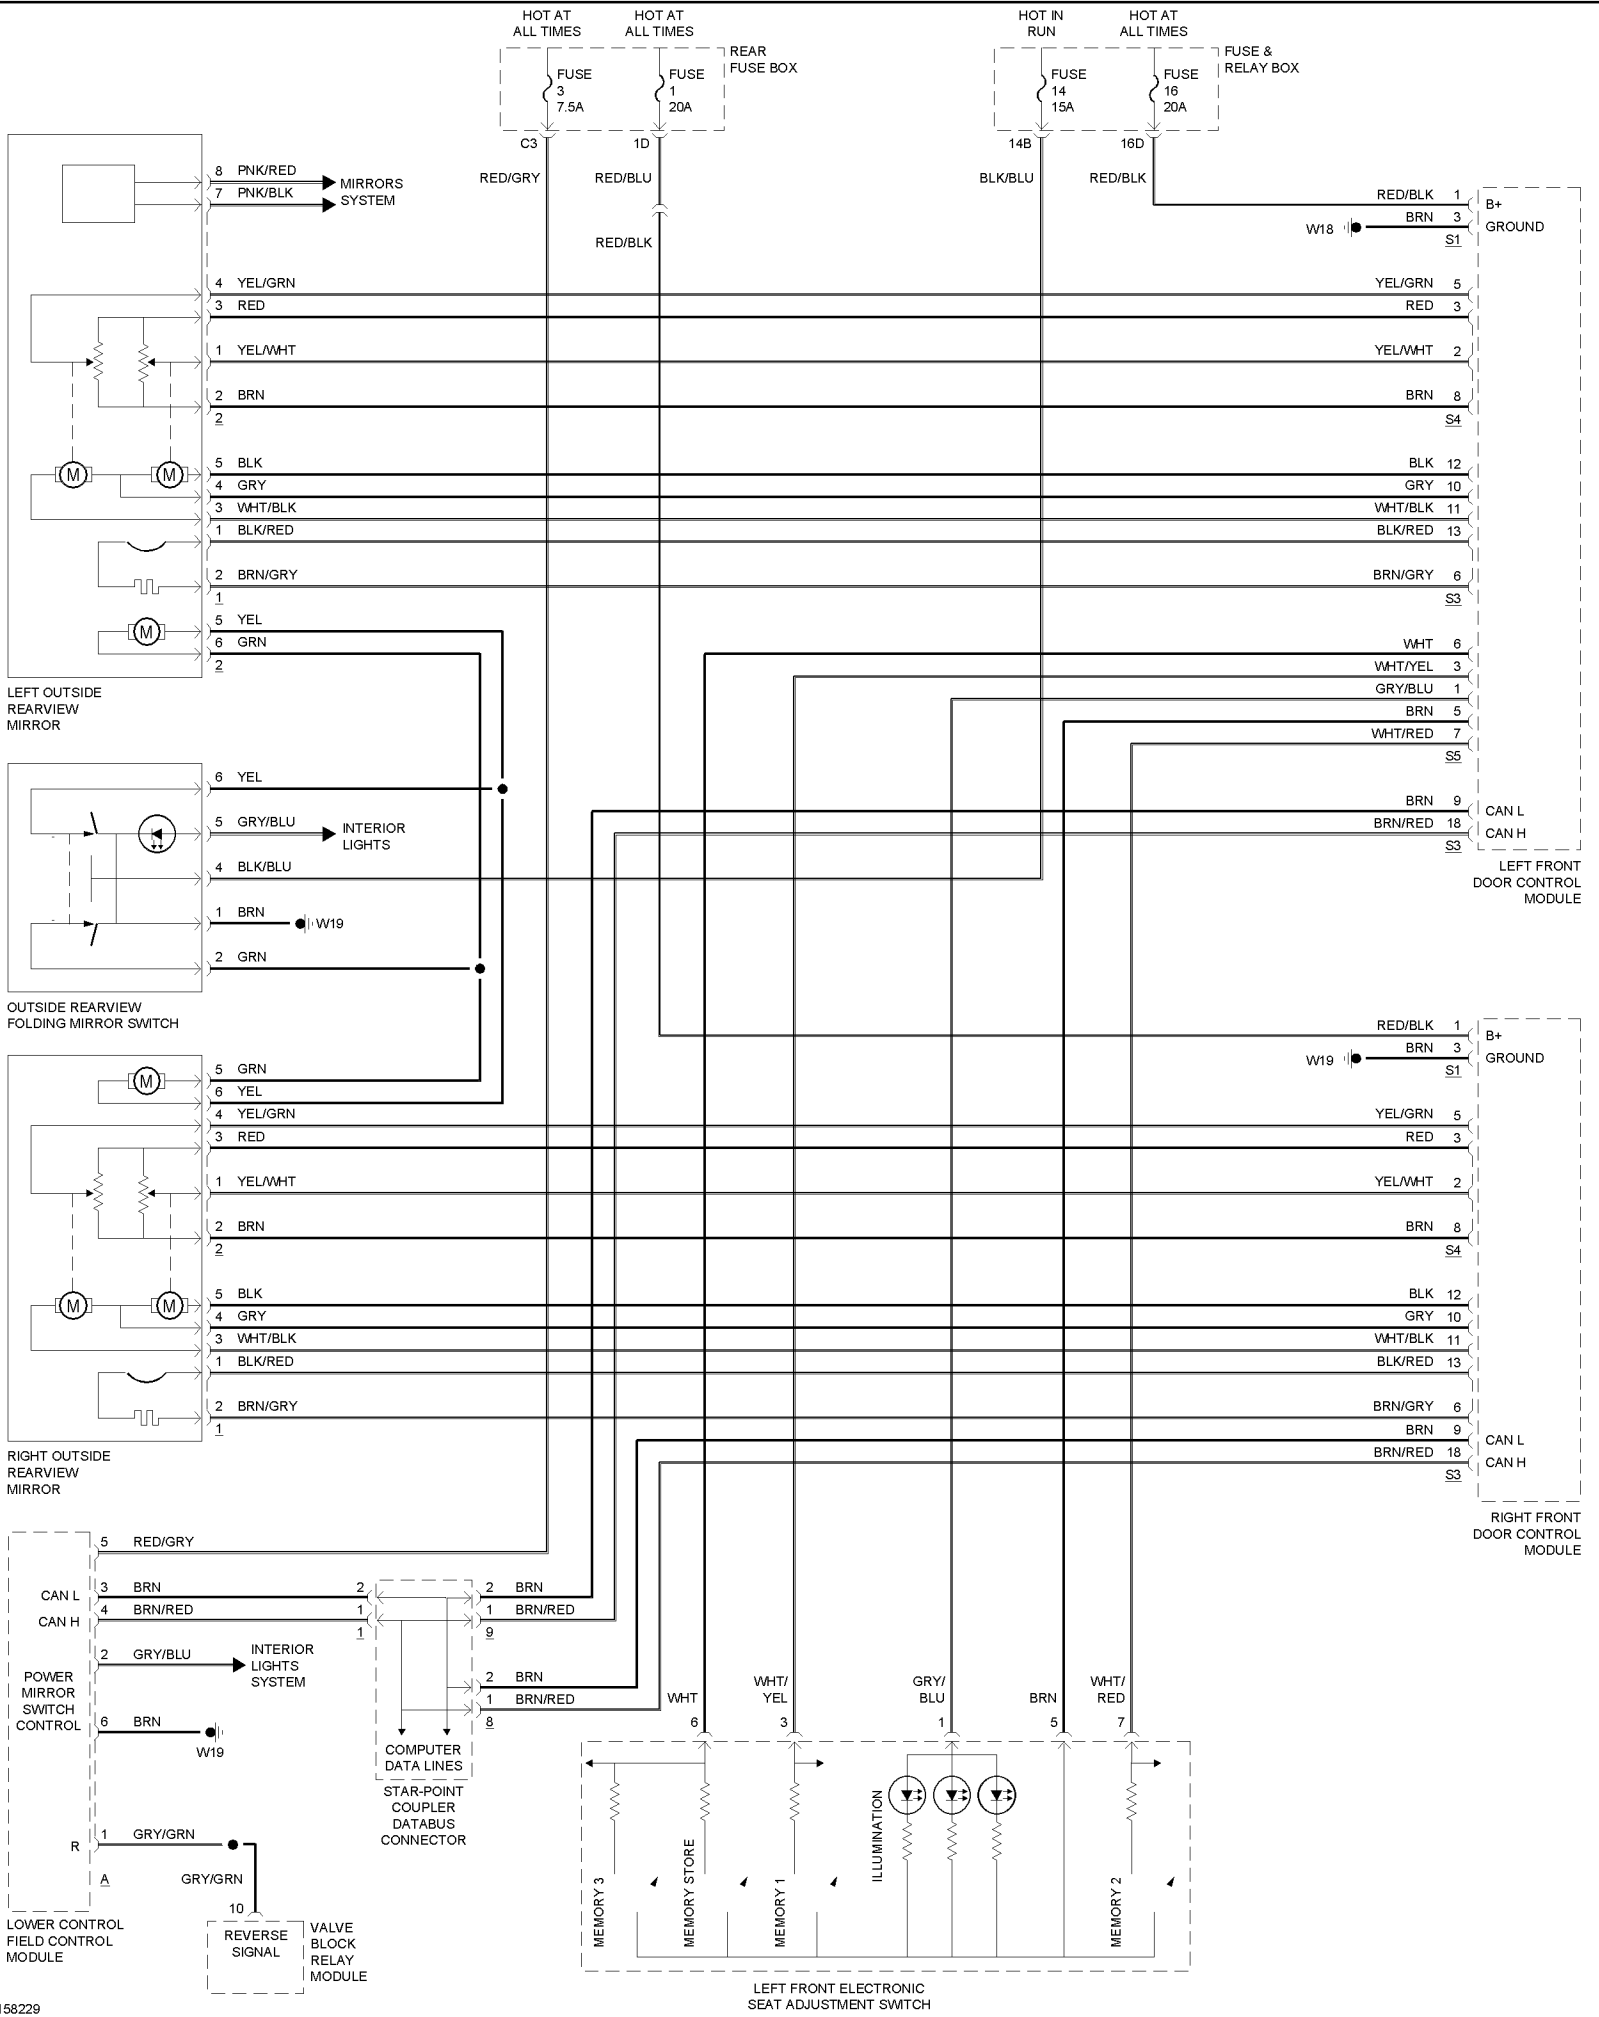 HOT AT
ALL TIMES
HOT AT
ALL TIMES
HOT IN
RUN
HOT AT
ALL TIMES
REAR
FUSE BOX
FUSE &
RELAY BOX
FUSE
3
7.5A
FUSE
1
20A
FUSE
14
15A
FUSE
16
20A
C3
1D
14B
16D
RED/GRY
RED/BLU
BLK/BLU
RED/BLK
RED/BLK
8 PNK/RED
7 PNK/BLK
MIRRORS
SYSTEM
RED/BLK 1
B+
BRN 3
GROUND
W18
S1
4 YEL/GRN
YEL/GRN 5
3 RED
RED 3
1 YEL/WHT
YEL/WHT 2
2 BRN
BRN 8
2
S4
M
M
5 BLK
BLK 12
4 GRY
GRY 10
3 WHT/BLK
WHT/BLK 11
1 BLK/RED
BLK/RED 13
2 BRN/GRY
BRN/GRY 6
1
S3
M
5 YEL
6 GRN
2
WHT 6
WHT/YEL 3
GRY/BLU 1
BRN 5
WHT/RED 7
S5
LEFT OUTSIDE
REARVIEW
MIRROR
6 YEL
5 GRY/BLU
INTERIOR
LIGHTS
4 BLK/BLU
1 BRN
W19
2 GRN
BRN 9
CAN L
BRN/RED 18
CAN H
S3
LEFT FRONT
DOOR CONTROL
MODULE
OUTSIDE REARVIEW
FOLDING MIRROR SWITCH
RED/BLK 1
B+
BRN 3
GROUND
W19
S1
M
5 GRN
6 YEL
4 YEL/GRN
YEL/GRN 5
3 RED
RED 3
1 YEL/WHT
YEL/WHT 2
2 BRN
BRN 8
2
S4
M
M
5 BLK
BLK 12
4 GRY
GRY 10
3 WHT/BLK
WHT/BLK 11
1 BLK/RED
BLK/RED 13
2 BRN/GRY
BRN/GRY 6
1
BRN 9
CAN L
BRN/RED 18
CAN H
S3
RIGHT OUTSIDE
REARVIEW
MIRROR
RIGHT FRONT
DOOR CONTROL
MODULE
5 RED/GRY
CAN L
3 BRN
2
2 BRN
CAN H
4 BRN/RED
1
1 BRN/RED
1
9
2 GRY/BLU
INTERIOR
LIGHTS
SYSTEM
POWER
MIRROR
SWITCH
CONTROL
6 BRN
W19
2 BRN
1 BRN/RED
8
COMPUTER
DATA LINES
STAR-POINT
COUPLER
DATABUS
CONNECTOR
R
1 GRY/GRN
A
GRY/GRN
10
REVERSE
SIGNAL
VALVE
BLOCK
RELAY
MODULE
LOWER CONTROL
FIELD CONTROL
MODULE
WHT
6
WHT/
YEL
3
GRY/
BLU
1
BRN
5
WHT/
RED
7
MEMORY 3
MEMORY STORE
MEMORY 1
ILLUMINATION
MEMORY 2
LEFT FRONT ELECTRONIC
SEAT ADJUSTMENT SWITCH
158229